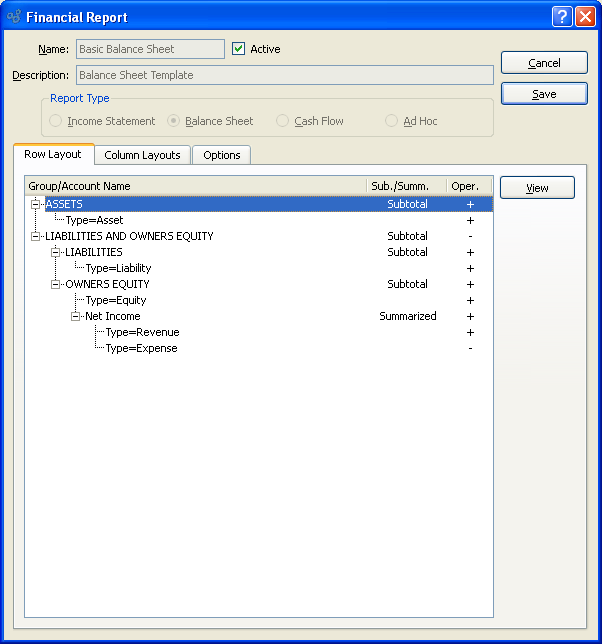 Financial Report
Name: Basic Balance Sheet Active
Cancel
Description: Balance Sheet Template
Save
Report Type
Income Statement Balance Sheet Cash Flow Ad Hoc
Row Layout Column Layouts Options
Group/Account Name Sub./Summ. Oper.
View
ASSETS Subtotal +
Type=Asset +
LIABILITIES AND OWNERS EQUITY Subtotal -
LIABILITIES Subtotal +
Type=Liability +
OWNERS EQUITY Subtotal +
Type=Equity +
Net Income Summarized +
Type=Revenue +
Type=Expense -